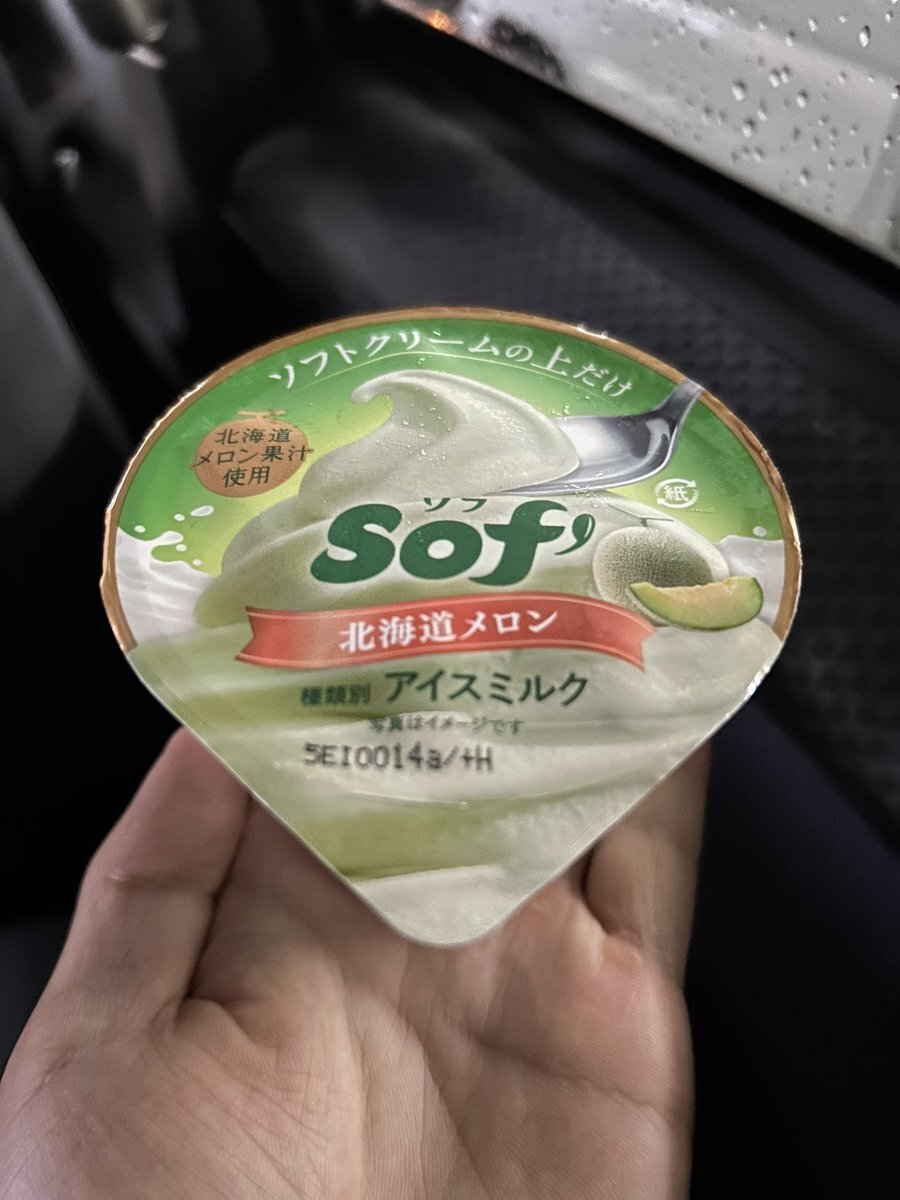 ソフトクリームの上だけ
北海道
メロン果汁
使用
紙
ソフ
Sof'
北海道メロン
種類別 アイスミルク
写真はイメージです
5EI0014a/+H